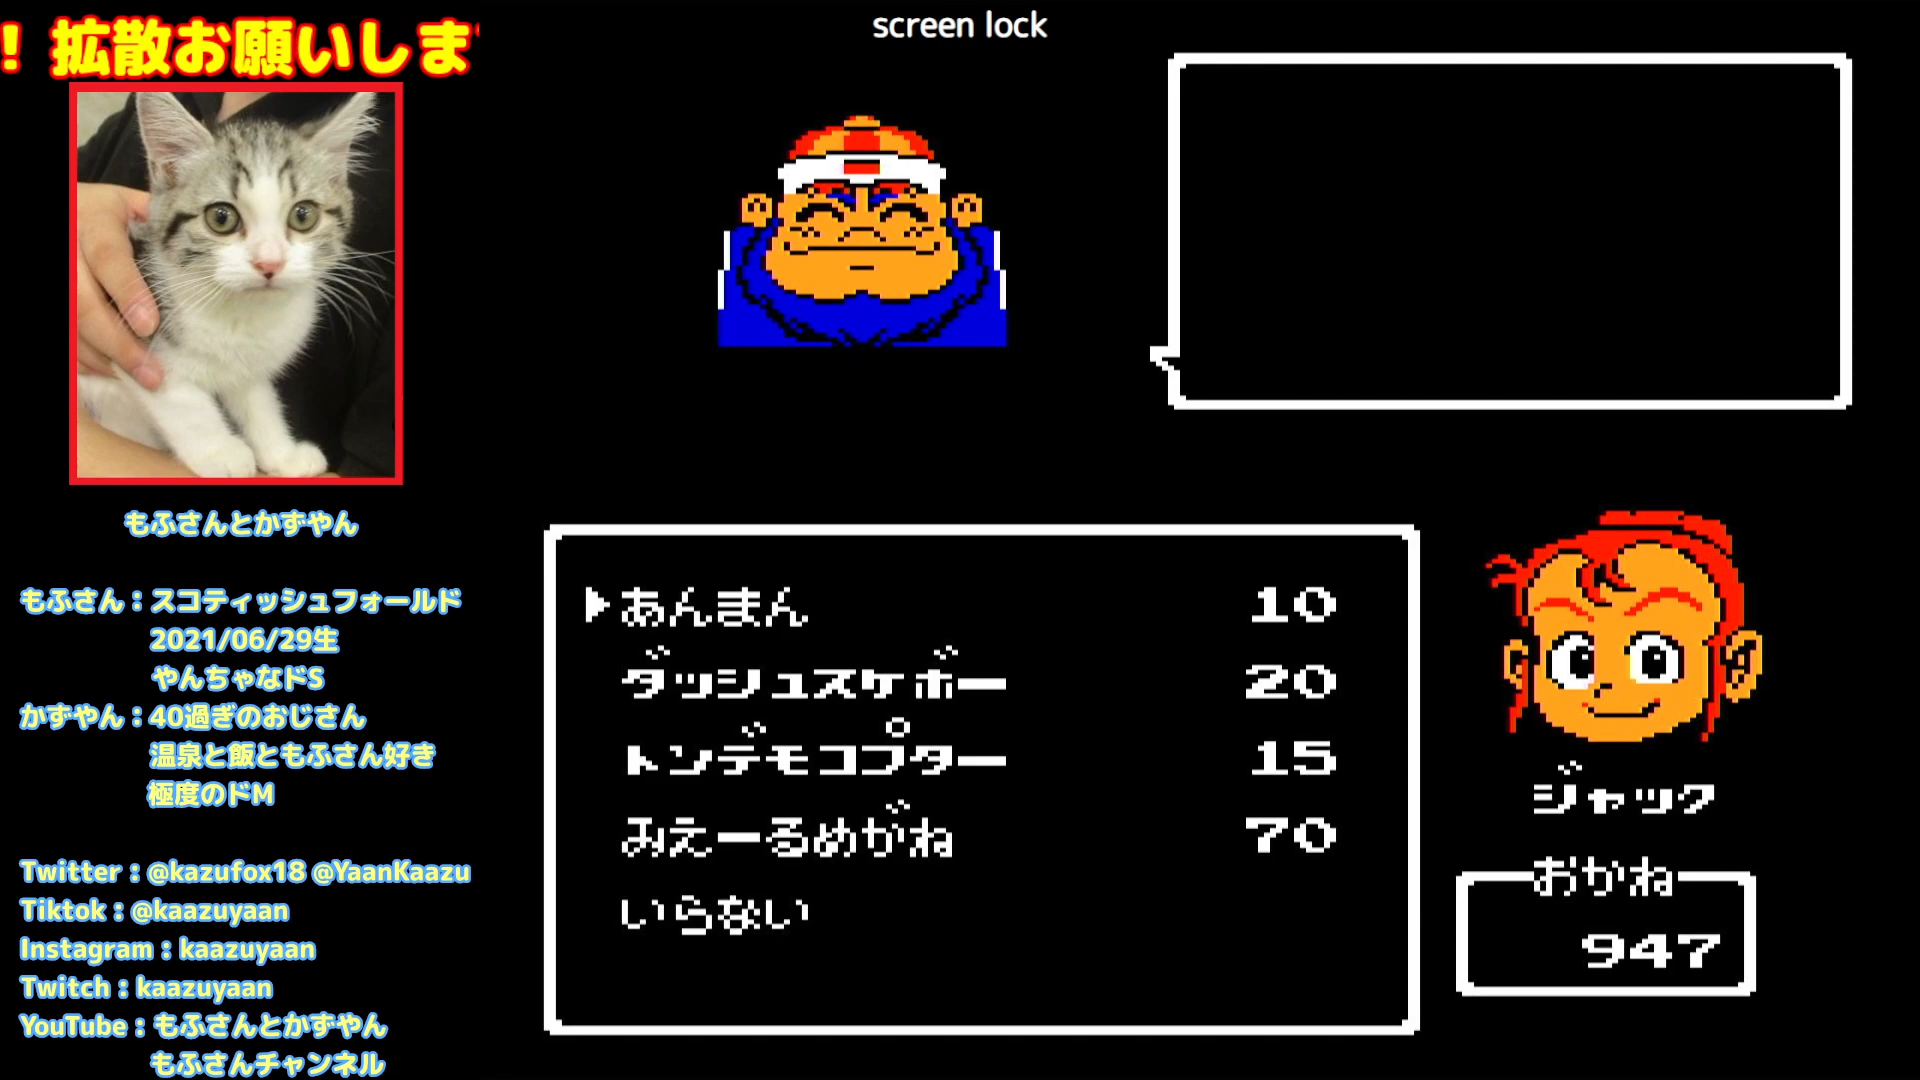 ！拡散お願いしま
screen lock
もふさんとかずやん
もふさん：スコティッシュフォールド
2021/06/29生
やんちゃなドS
かずやん：40過ぎのおじさん
温泉と飯ともふさん好き
極度のドM
Twitter：@kazufox18 @YaanKaazu
Tiktok：@kaazuyaan
Instagram：kaazuyaan
Twitch：kaazuyaan
YouTube：もふさんとかずやん
もふさんチャンネル
▶あんまん 10
ダッシュスケボー 20
トンデモコプター 15
みえーるめがね 70
いらない
ジャック
おかね
947